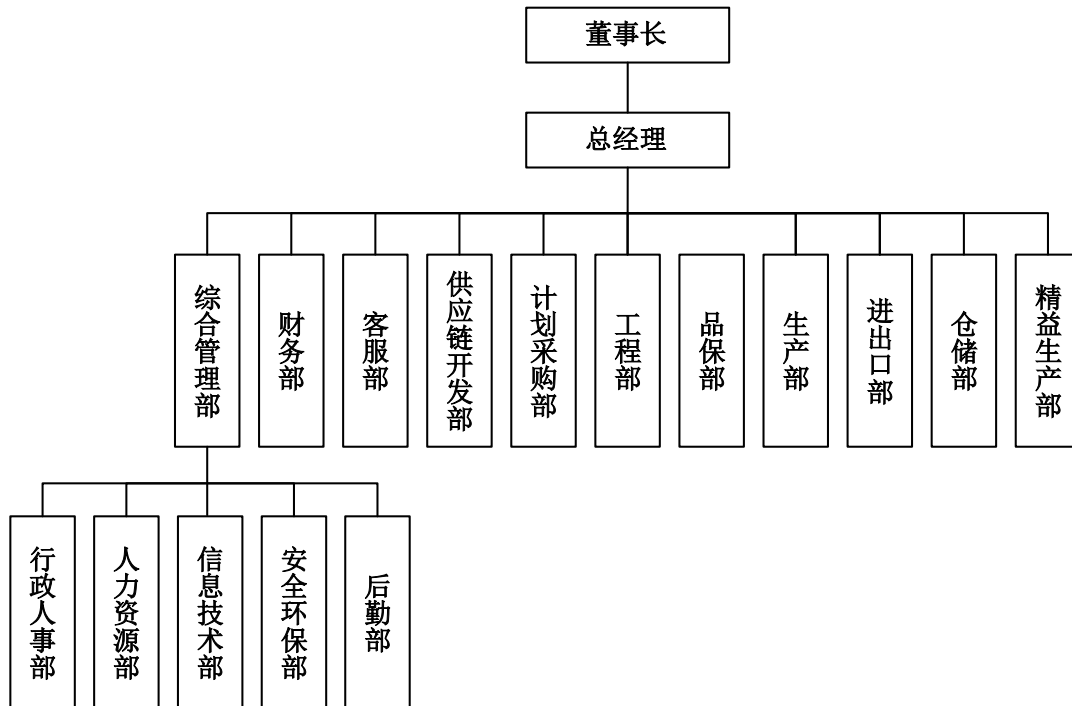 董事长
总经理
综合管理部
财务部
客服部
供应链开发部
计划采购部
工程部
品保部
生产部
进出口部
仓储部
精益生产部
行政人事部
人力资源部
信息技术部
安全环保部
后勤部